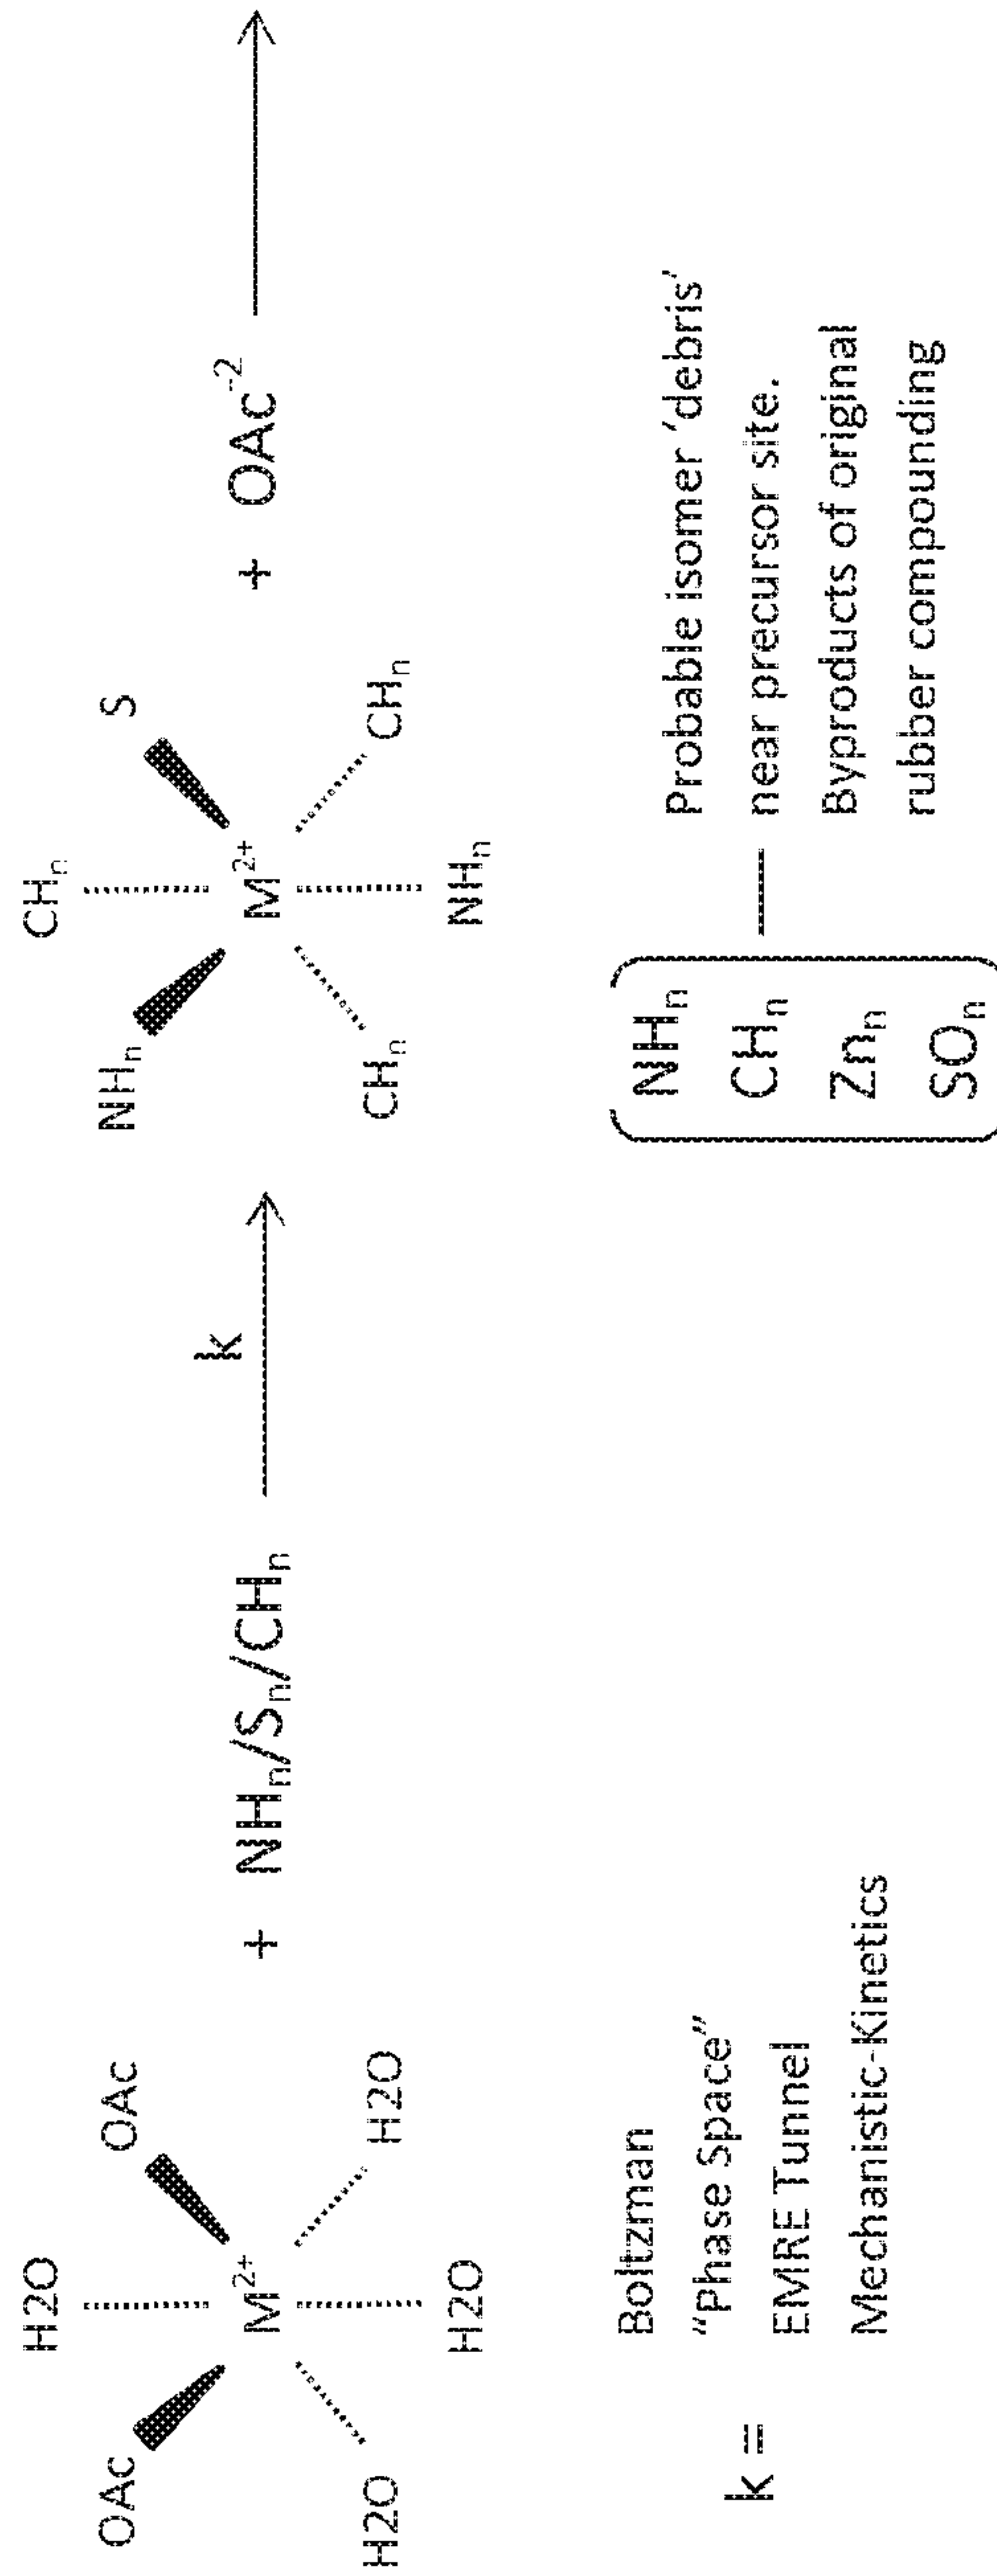 H2O
OAc
OAc
M²⁺
H2O
H2O
H2O
+ NHₙ/Sₙ/CHₙ
k
CHₙ
NHₙ
S
M²⁺
CHₙ
CHₙ
NHₙ
+ OAc⁻²
k =
Boltzman
"Phase Space"
EMRE Tunnel
Mechanistic-Kinetics
NHₙ
CHₙ
Znₙ
SOₙ
Probable isomer 'debris'
near precursor site.
Byproducts of original
rubber compounding